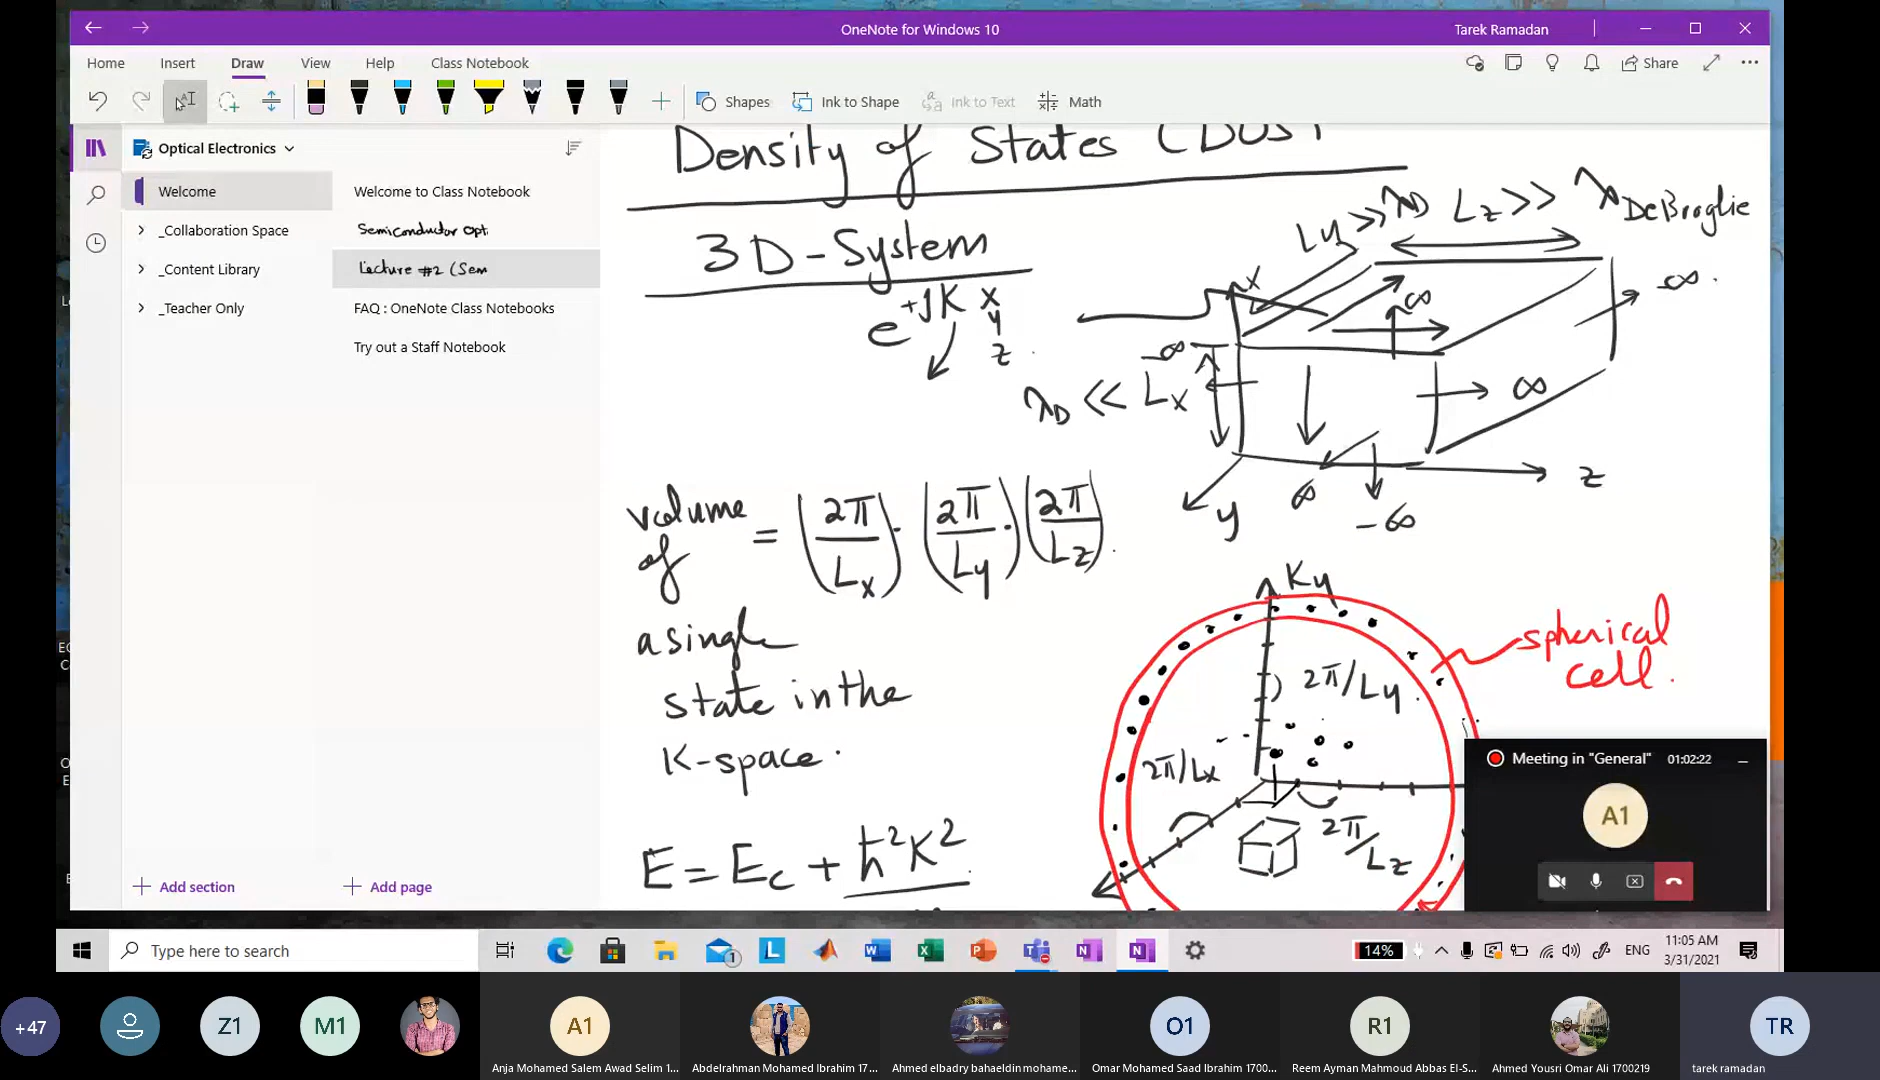 OneNote for Windows 10
Tarek Ramadan
Home Insert Draw View Help Class Notebook
Share
Shapes Ink to Shape Ink to Text Math
Optical Electronics
Welcome
_Collaboration Space
_Content Library
_Teacher Only
Welcome to Class Notebook
Semiconductor Opti
Lecture #2 (Sem
FAQ : OneNote Class Notebooks
Try out a Staff Notebook
Add section
Add page
Density of States (DOS)
3D-System
e^{+jK x y z}
Ly >> λD Lz >> λDeBroglie
x
-∞
∞
-∞
λD << Lx
∞
z
y
∞
-∞
volume of a single state in the K-space.
= (2π/Lx) · (2π/Ly) · (2π/Lz).
E = Ec + ħ²K²
Ky
2π/Ly
2π/Lx
2π/Lz
spherical
cell.
Meeting in "General" 01:02:22
A1
Type here to search
1
14%
ENG
11:05 AM
3/31/2021
+47
Z1
M1
A1
O1
R1
TR
Anja Mohamed Salem Awad Selim 1...
Abdelrahman Mohamed Ibrahim 17...
Ahmed elbadry bahaeldin mohame...
Omar Mohamed Saad Ibrahim 1700...
Reem Ayman Mahmoud Abbas El-S...
Ahmed Yousri Omar Ali 1700219
tarek ramadan